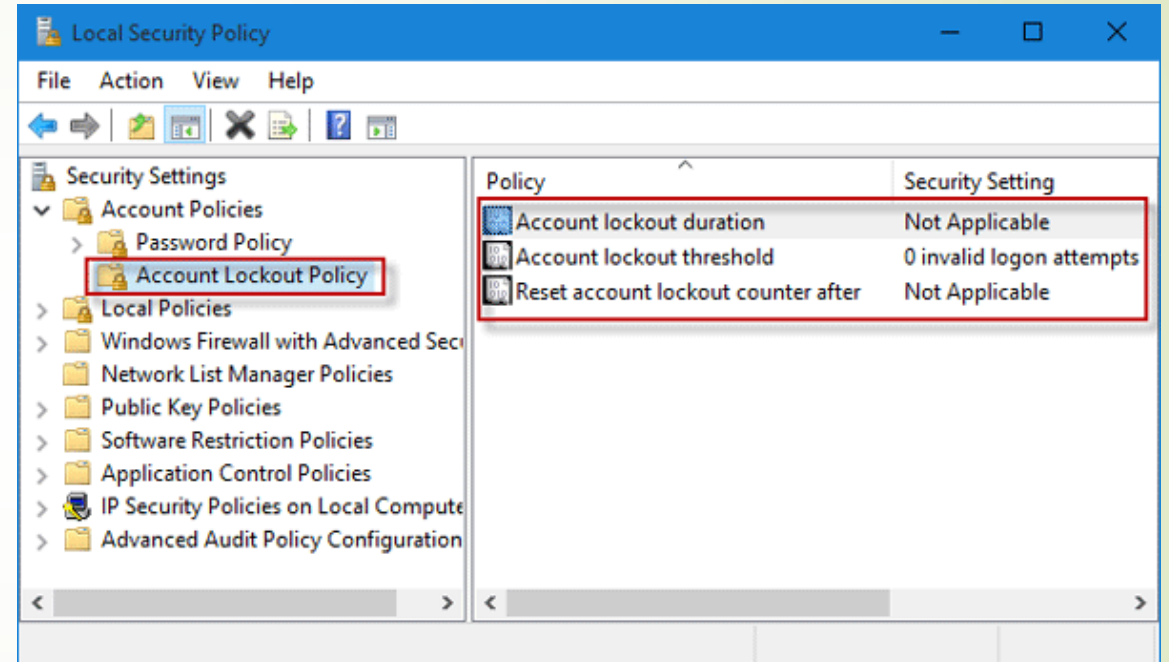 Local Security Policy
File Action View Help
Security Settings
Account Policies
Password Policy
Account Lockout Policy
Local Policies
Windows Firewall with Advanced Secu
Network List Manager Policies
Public Key Policies
Software Restriction Policies
Application Control Policies
IP Security Policies on Local Compute
Advanced Audit Policy Configuration
Policy Security Setting
Account lockout duration Not Applicable
Account lockout threshold 0 invalid logon attempts
Reset account lockout counter after Not Applicable